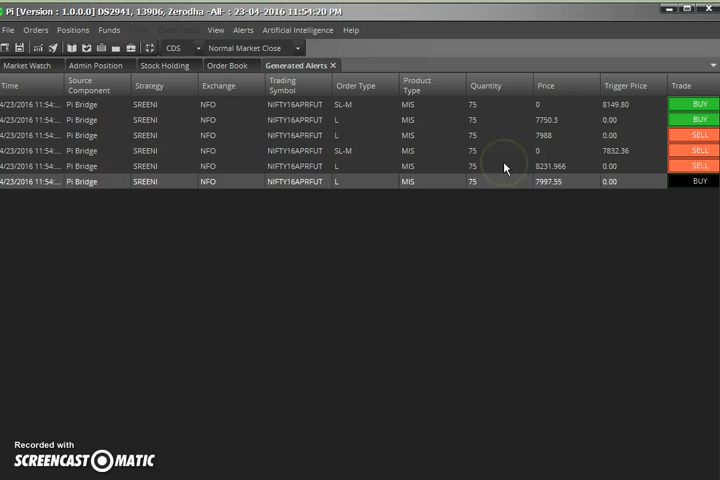 Pi [Version : 1.0.0.0] DS2941, 13906, Zerodha -All- : 23-04-2016 11:54:20 PM
File Orders Positions Funds View Alerts Artificial Intelligence Help
CDS Normal Market Close
Market Watch Admin Position Stock Holding Order Book Generated Alerts
Time Source Component Strategy Exchange Trading Symbol Order Type Product Type Quantity Price Trigger Price Trade
4/23/2016 11:54:... Pi Bridge SREENI NFO NIFTY16APRFUT SL-M MIS 75 0 8149.80 BUY
4/23/2016 11:54:... Pi Bridge SREENI NFO NIFTY16APRFUT L MIS 75 7750.3 0.00 BUY
4/23/2016 11:54:... Pi Bridge SREENI NFO NIFTY16APRFUT L MIS 75 7988 0.00 SELL
4/23/2016 11:54:... Pi Bridge SREENI NFO NIFTY16APRFUT SL-M MIS 75 0 7832.36 SELL
4/23/2016 11:54:... Pi Bridge SREENI NFO NIFTY16APRFUT L MIS 75 8231.966 0.00 SELL
4/23/2016 11:54:... Pi Bridge SREENI NFO NIFTY16APRFUT L MIS 75 7997.55 0.00 BUY
Recorded with
SCREENCAST-O-MATIC